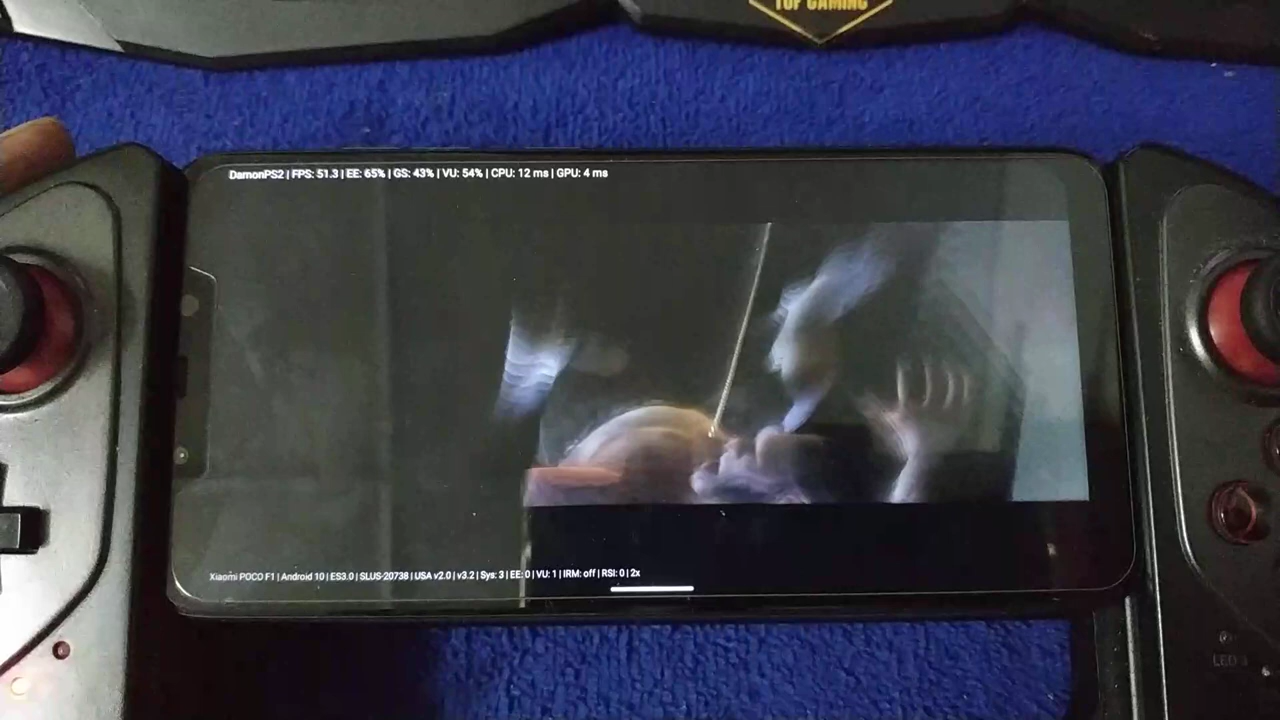 TOP GAMING
DamonPS2 | FPS: 51.3 | EE: 65% | GS: 43% | VU: 54% | CPU: 12 ms | GPU: 4 ms
Xiaomi POCO F1 | Android 10 | ES3.0 | SLUS-20738 | USA v2.0 | v3.2 | Sys: 3 | EE: 0 | VU: 1 | IRM: off | RSI: 0 | 2x
LED